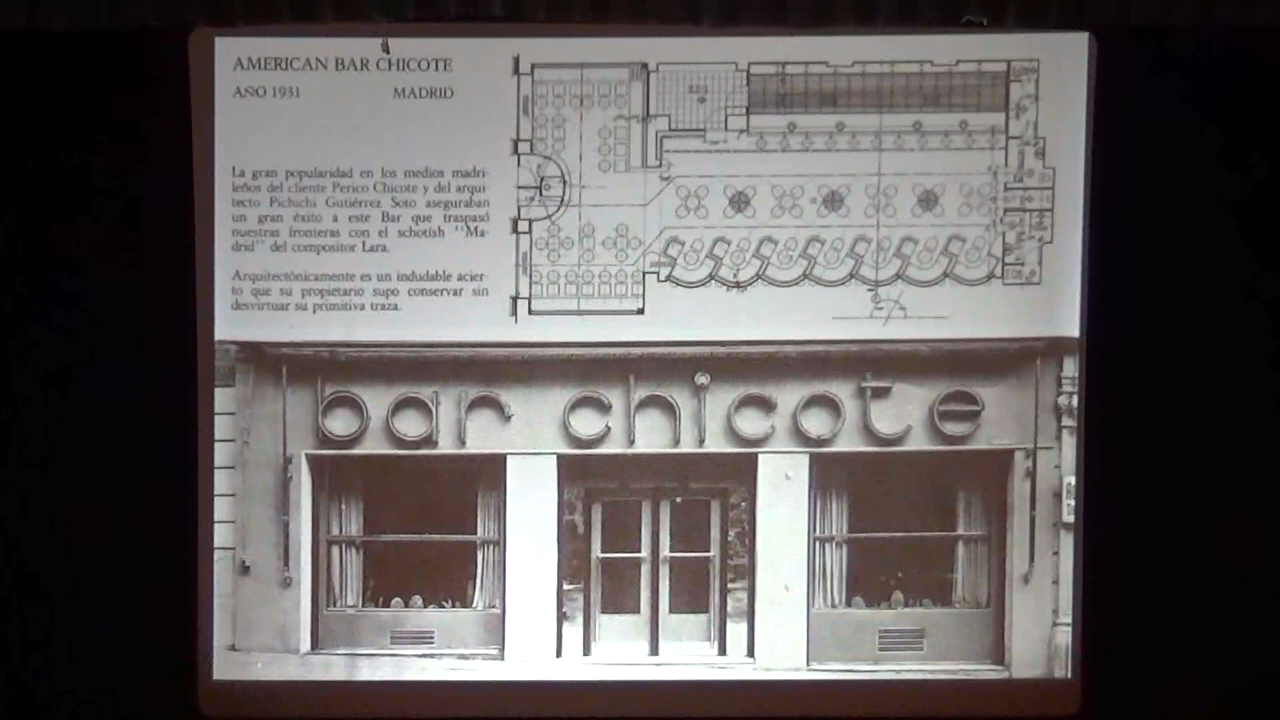 AMERICAN BAR CHICOTE
AÑO 1931 MADRID
La gran popularidad en los medios madri-
leños del cliente Perico Chicote y del arqui-
tecto Pichichi Gutiérrez Soto aseguraban
un gran éxito a este Bar que traspasó
nuestras fronteras con el schotish "Ma-
drid" del compositor Lara.
Arquitectónicamente es un indudable acier-
to que su propietario supo conservar sin
desvirtuar su primitiva traza.
bar chicote